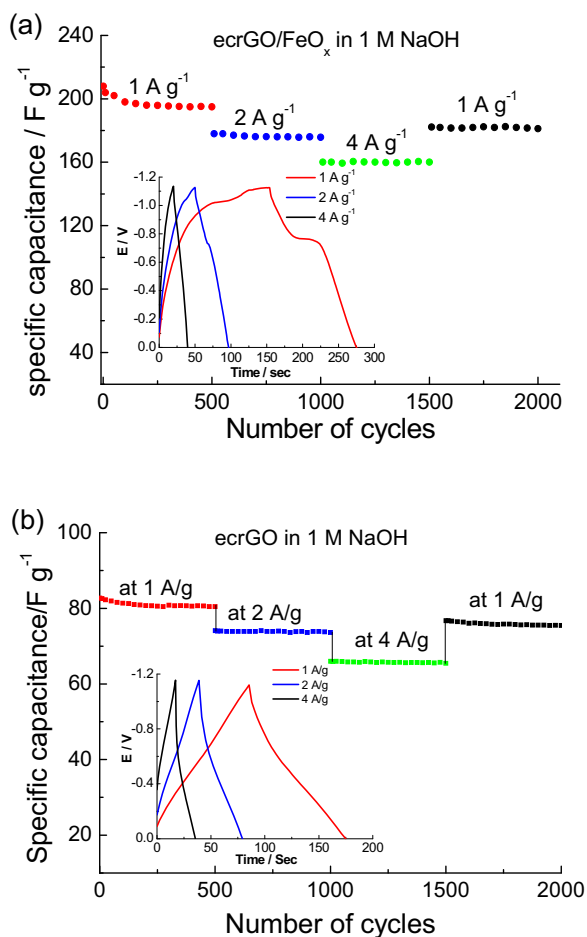 (a)
ecrGO/FeOx in 1 M NaOH
240
200
160
120
80
40
specific capacitance / F g-1
1 A g-1
2 A g-1
4 A g-1
1 A g-1
-1.2
-1.0
-0.8
-0.6
-0.4
-0.2
0.0
E / V
1 A g-1
2 A g-1
4 A g-1
0 50 100 150 200 250 300
Time / sec
0 500 1000 1500 2000
Number of cycles
(b)
ecrGO in 1 M NaOH
100
80
60
40
20
Specific capacitance/F g-1
at 1 A/g
at 2 A/g
at 4 A/g
at 1 A/g
-1.2
-0.8
-0.4
0.0
E / V
1 A/g
2 A/g
4 A/g
0 50 100 150 200
Time / Sec
0 500 1000 1500 2000
Number of cycles